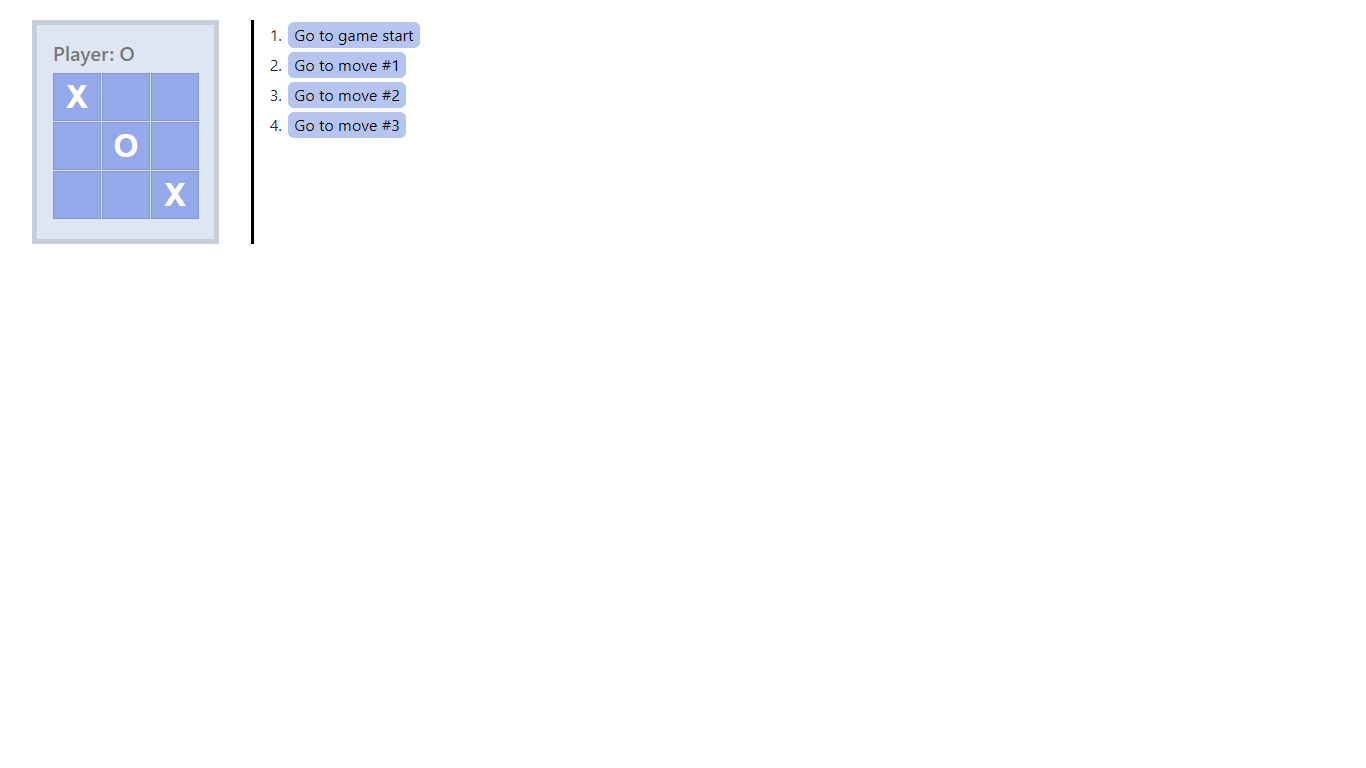 Player: O
X
O
X
1. Go to game start
2. Go to move #1
3. Go to move #2
4. Go to move #3